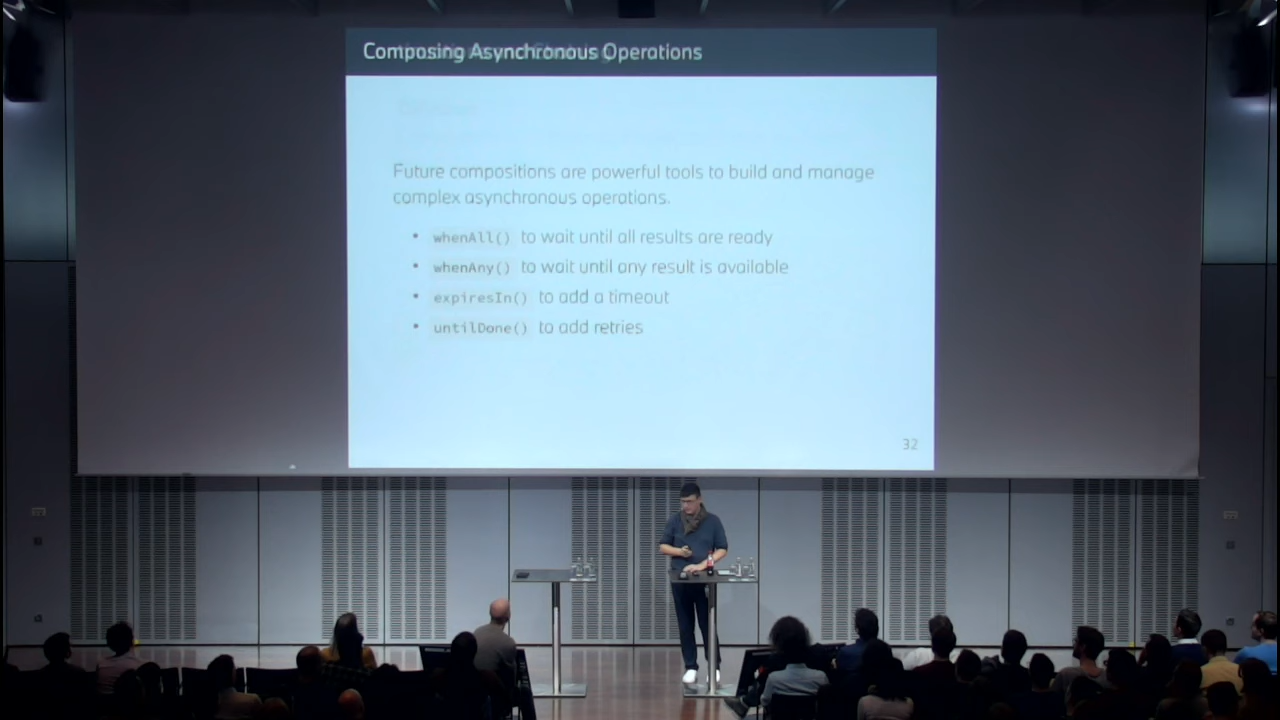 Composing Asynchronous Operations
Future compositions are powerful tools to build and manage
complex asynchronous operations.
• whenAll() to wait until all results are ready
• whenAny() to wait until any result is available
• expiresIn() to add a timeout
• untilDone() to add retries
32